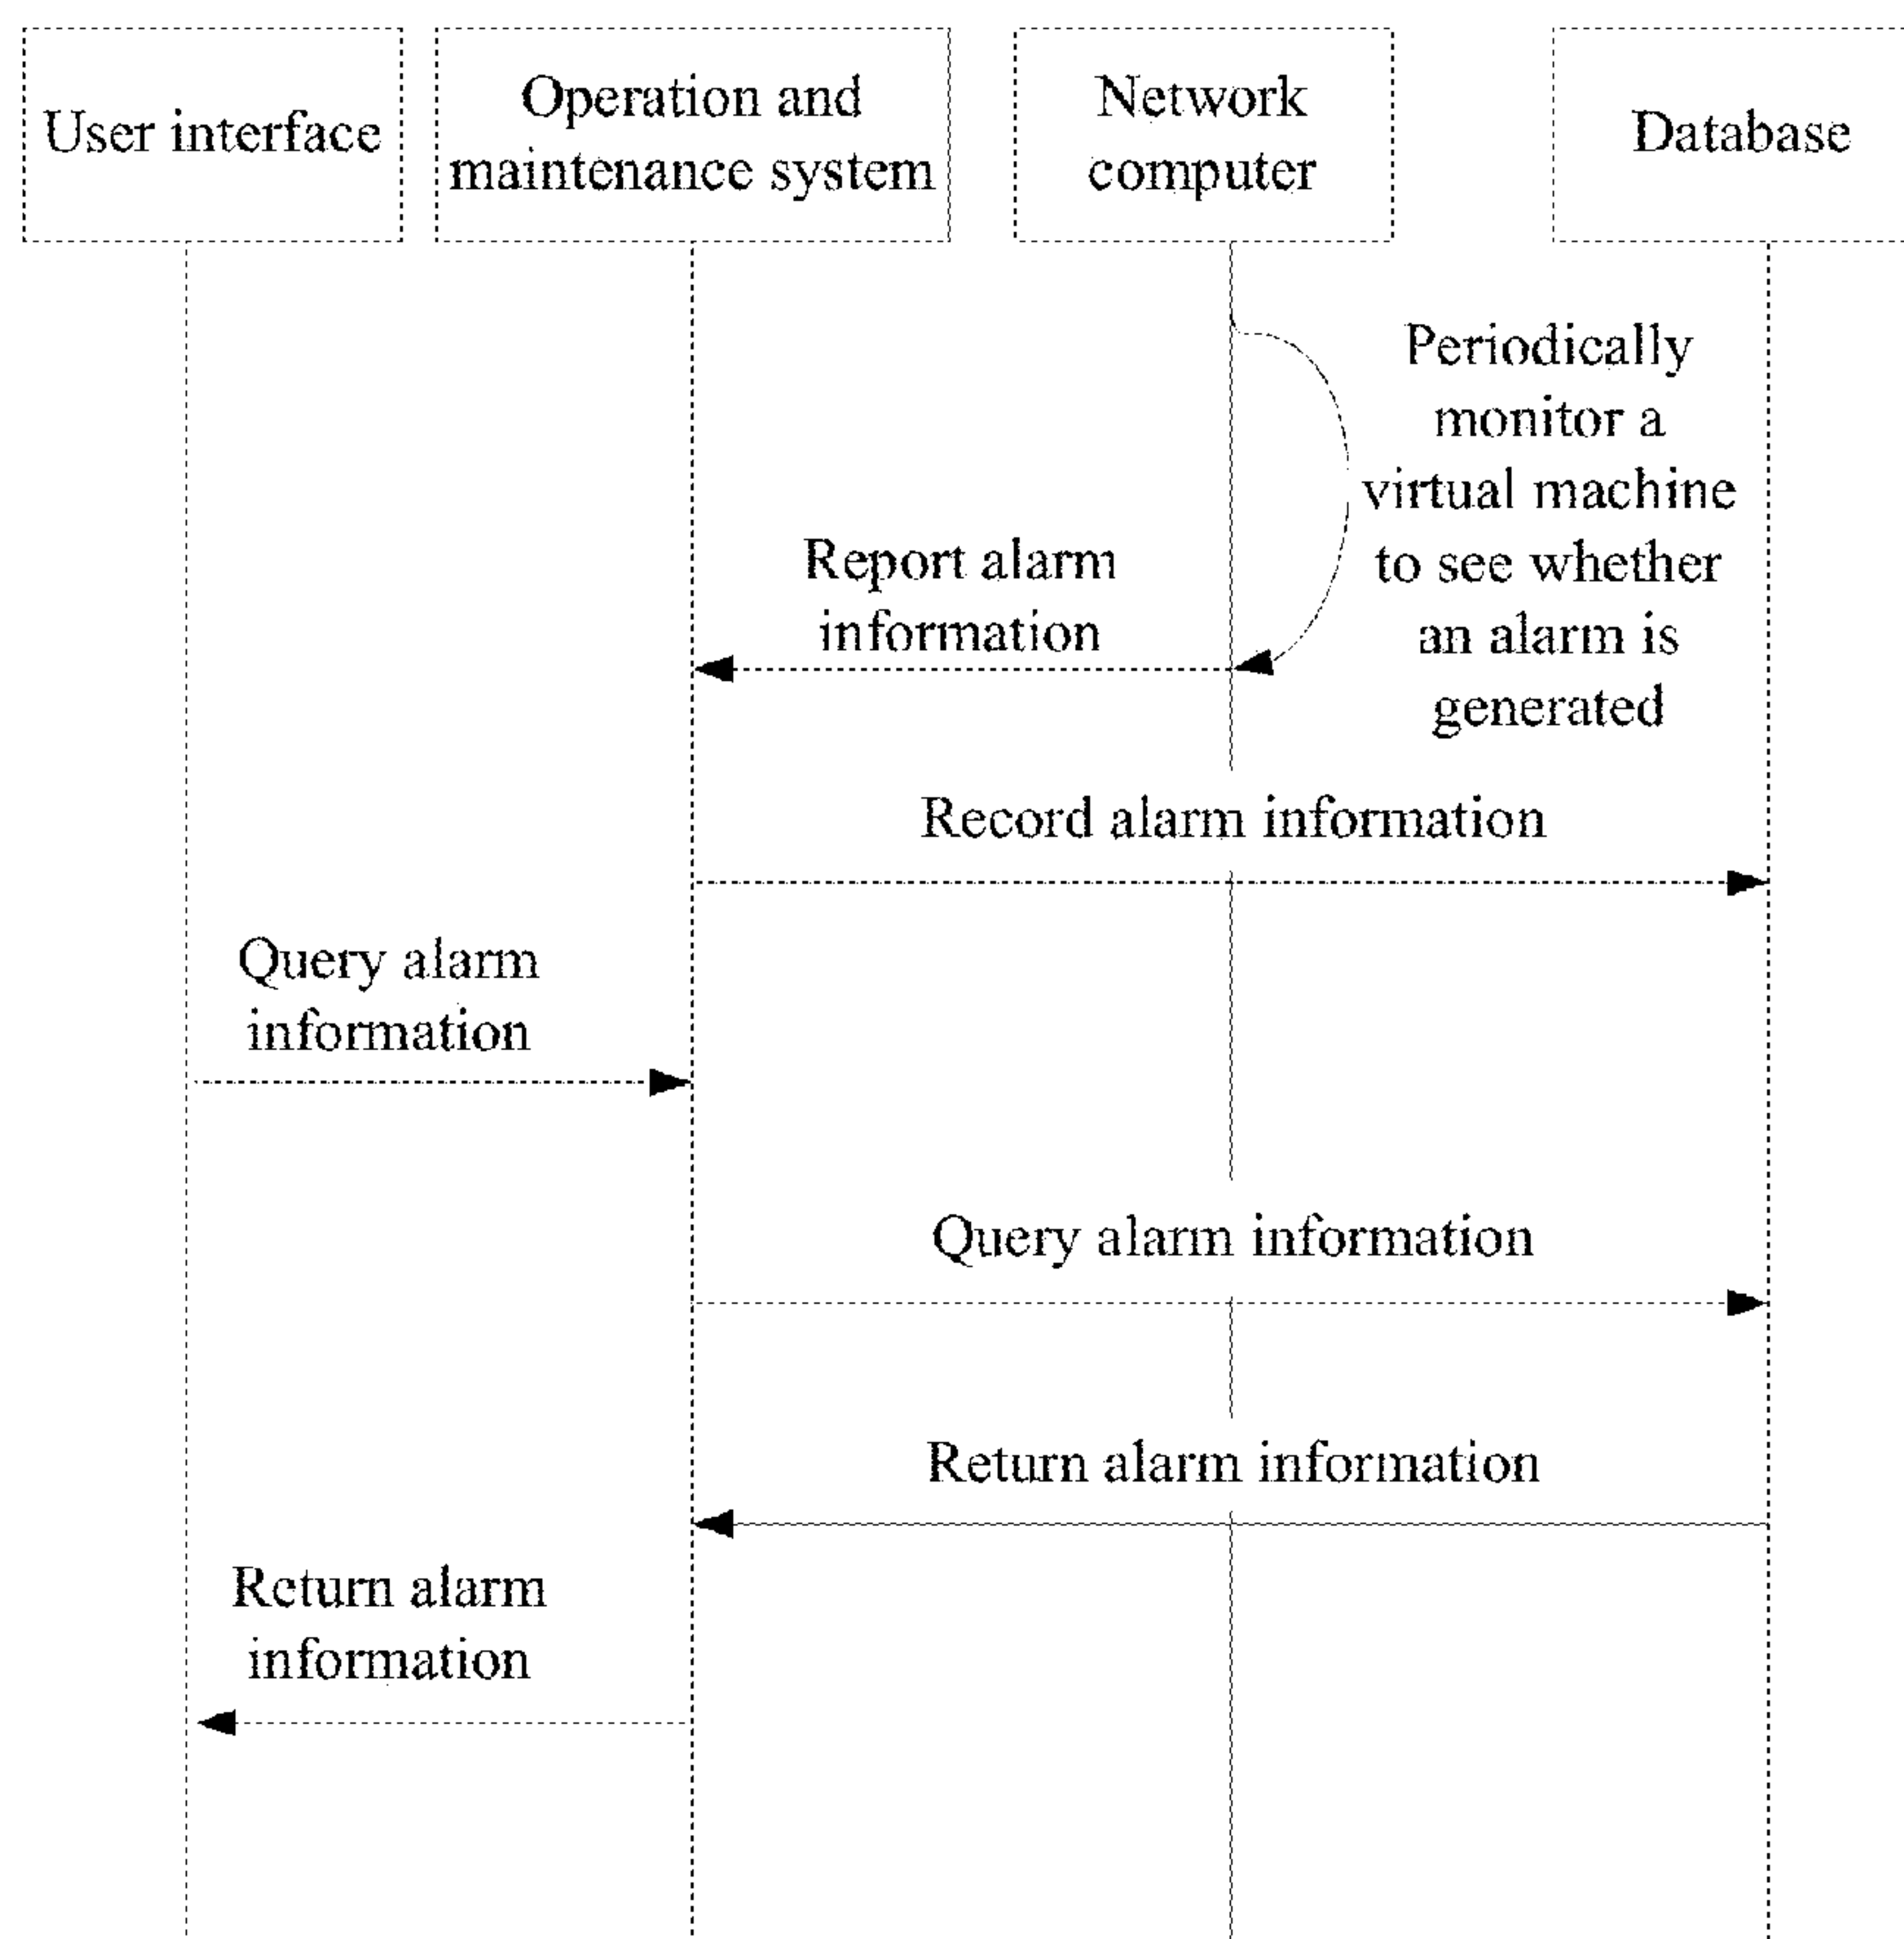 User interface
Operation and
maintenance system
Network
computer
Database
Periodically
monitor a
virtual machine
to see whether
an alarm is
generated
Report alarm
information
Record alarm information
Query alarm
information
Query alarm information
Return alarm information
Return alarm
information